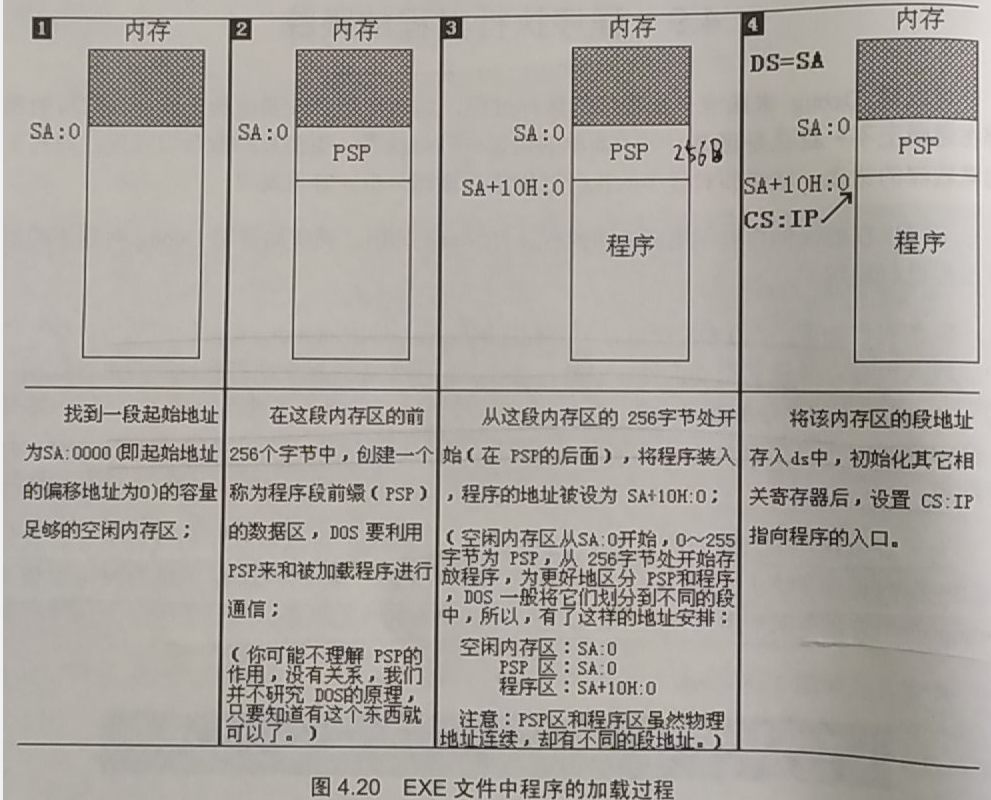 1 内存
SA:0
找到一段起始地址
为SA:0000(即起始地址
的偏移地址为0)的容量
足够的空闲内存区；
2 内存
SA:0
PSP
在这段内存区的前
256个字节中，创建一个
称为程序段前缀(PSP)
的数据区，DOS 要利用
PSP来和被加载程序进行
通信；
(你可能不理解 PSP的
作用，没有关系，我们
并不研究 DOS的原理，
只要知道有这个东西就
可以了。)
3 内存
SA:0
PSP 256B
SA+10H:0
程序
从这段内存区的 256字节处开
始(在 PSP的后面)，将程序装入
，程序的地址被设为 SA+10H:0；
(空闲内存区从SA:0开始，0～255
字节为 PSP，从 256字节处开始存
放程序，为更好地区分 PSP和程序
，DOS 一般将它们划分到不同的段
中，所以，有了这样的地址安排：
空闲内存区：SA:0
PSP 区：SA:0
程序区：SA+10H:0
注意：PSP区和程序区虽然物理
地址连续，却有不同的段地址。)
4 内存
DS=SA
SA:0
PSP
SA+10H:0
CS:IP
程序
将该内存区的段地址
存入ds中，初始化其它相
关寄存器后，设置 CS:IP
指向程序的入口。
图 4.20 EXE 文件中程序的加载过程